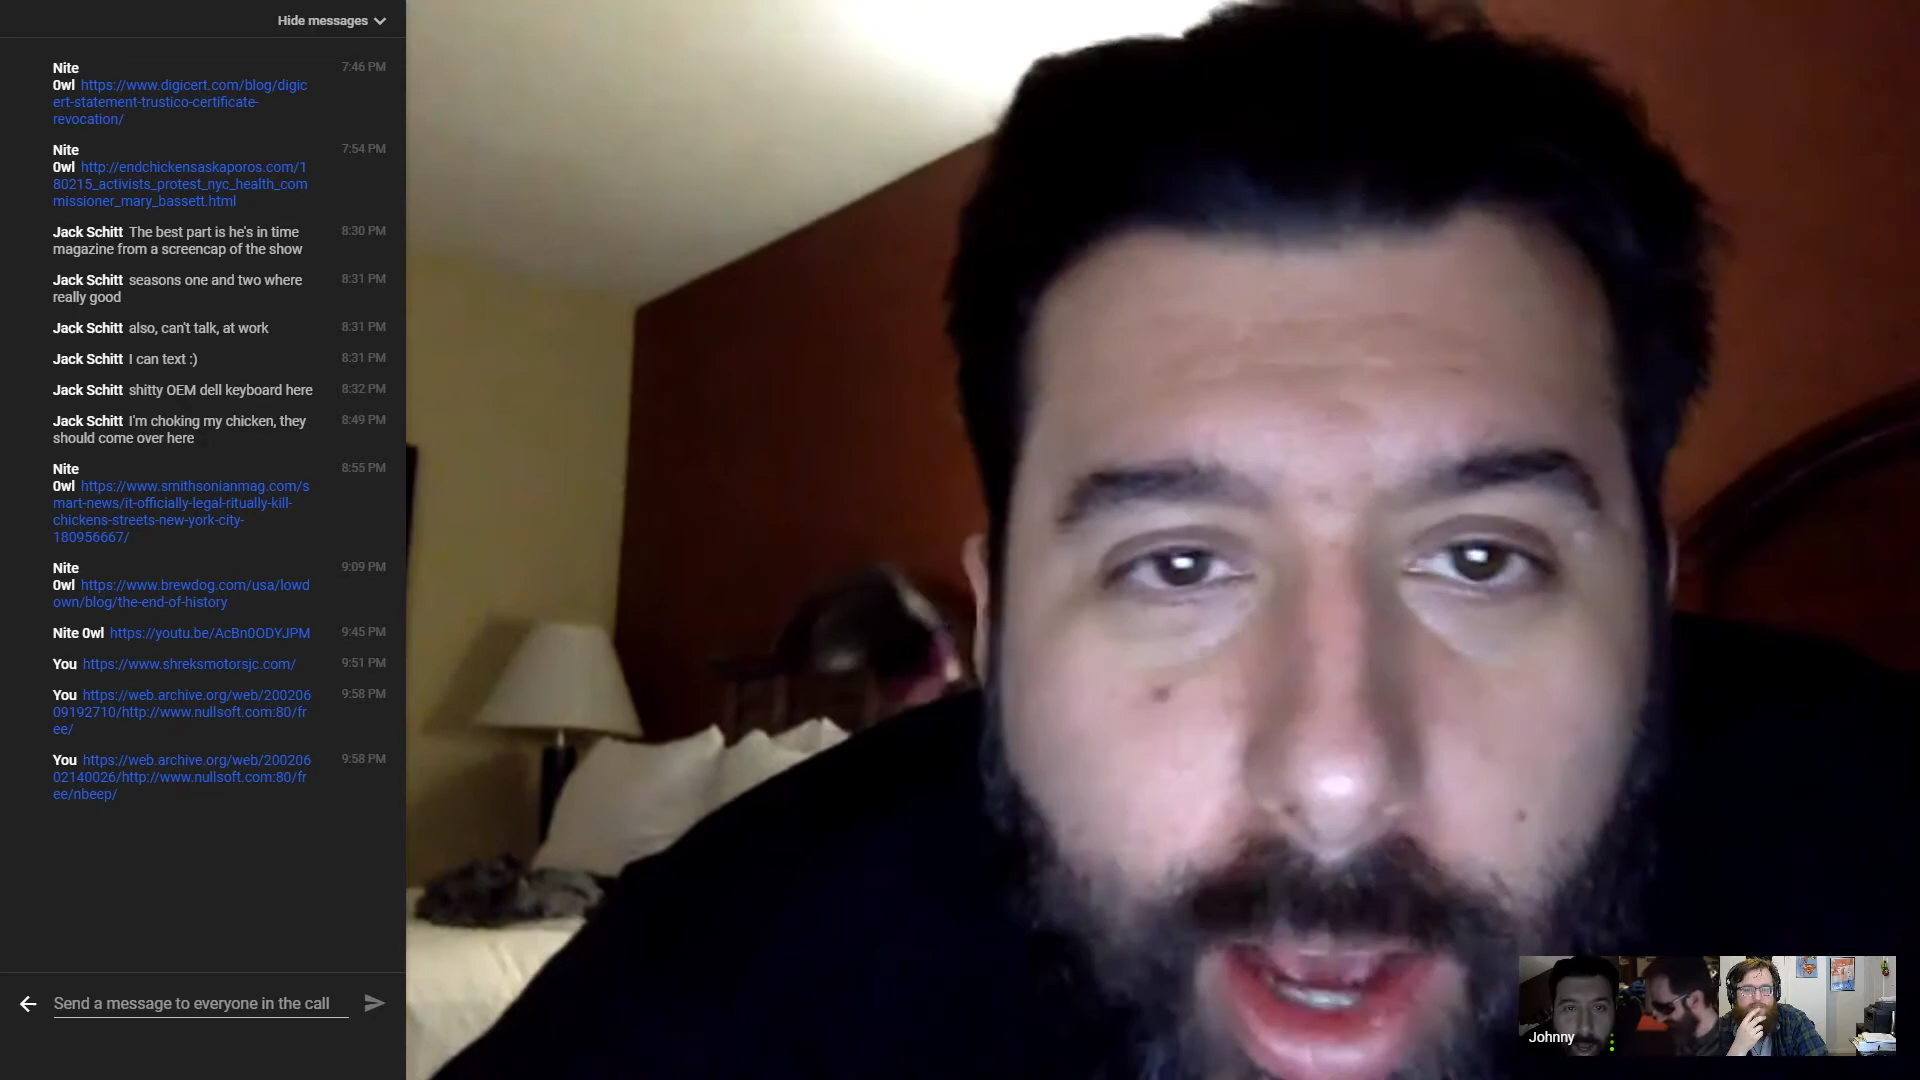 Hide messages
Nite 7:46 PM
0wl https://www.digicert.com/blog/digic
ert-statement-trustico-certificate-
revocation/
Nite 7:54 PM
0wl http://endchickensaskaporos.com/1
80215_activists_protest_nyc_health_com
missioner_mary_bassett.html
Jack Schitt The best part is he's in time 8:30 PM
magazine from a screencap of the show
Jack Schitt seasons one and two where 8:31 PM
really good
Jack Schitt also, can't talk, at work 8:31 PM
Jack Schitt I can text :) 8:31 PM
Jack Schitt shitty OEM dell keyboard here 8:32 PM
Jack Schitt I'm choking my chicken, they 8:49 PM
should come over here
Nite 8:55 PM
0wl https://www.smithsonianmag.com/s
mart-news/it-officially-legal-ritually-kill-
chickens-streets-new-york-city-
180956667/
Nite 9:09 PM
0wl https://www.brewdog.com/usa/lowd
own/blog/the-end-of-history
Nite 0wl https://youtu.be/AcBn0ODYJPM 9:45 PM
You https://www.shreksmotorsjc.com/ 9:51 PM
You https://web.archive.org/web/200206 9:58 PM
09192710/http://www.nullsoft.com:80/fr
ee/
You https://web.archive.org/web/200206 9:58 PM
02140026/http://www.nullsoft.com:80/fr
ee/nbeep/
Send a message to everyone in the call
Johnny